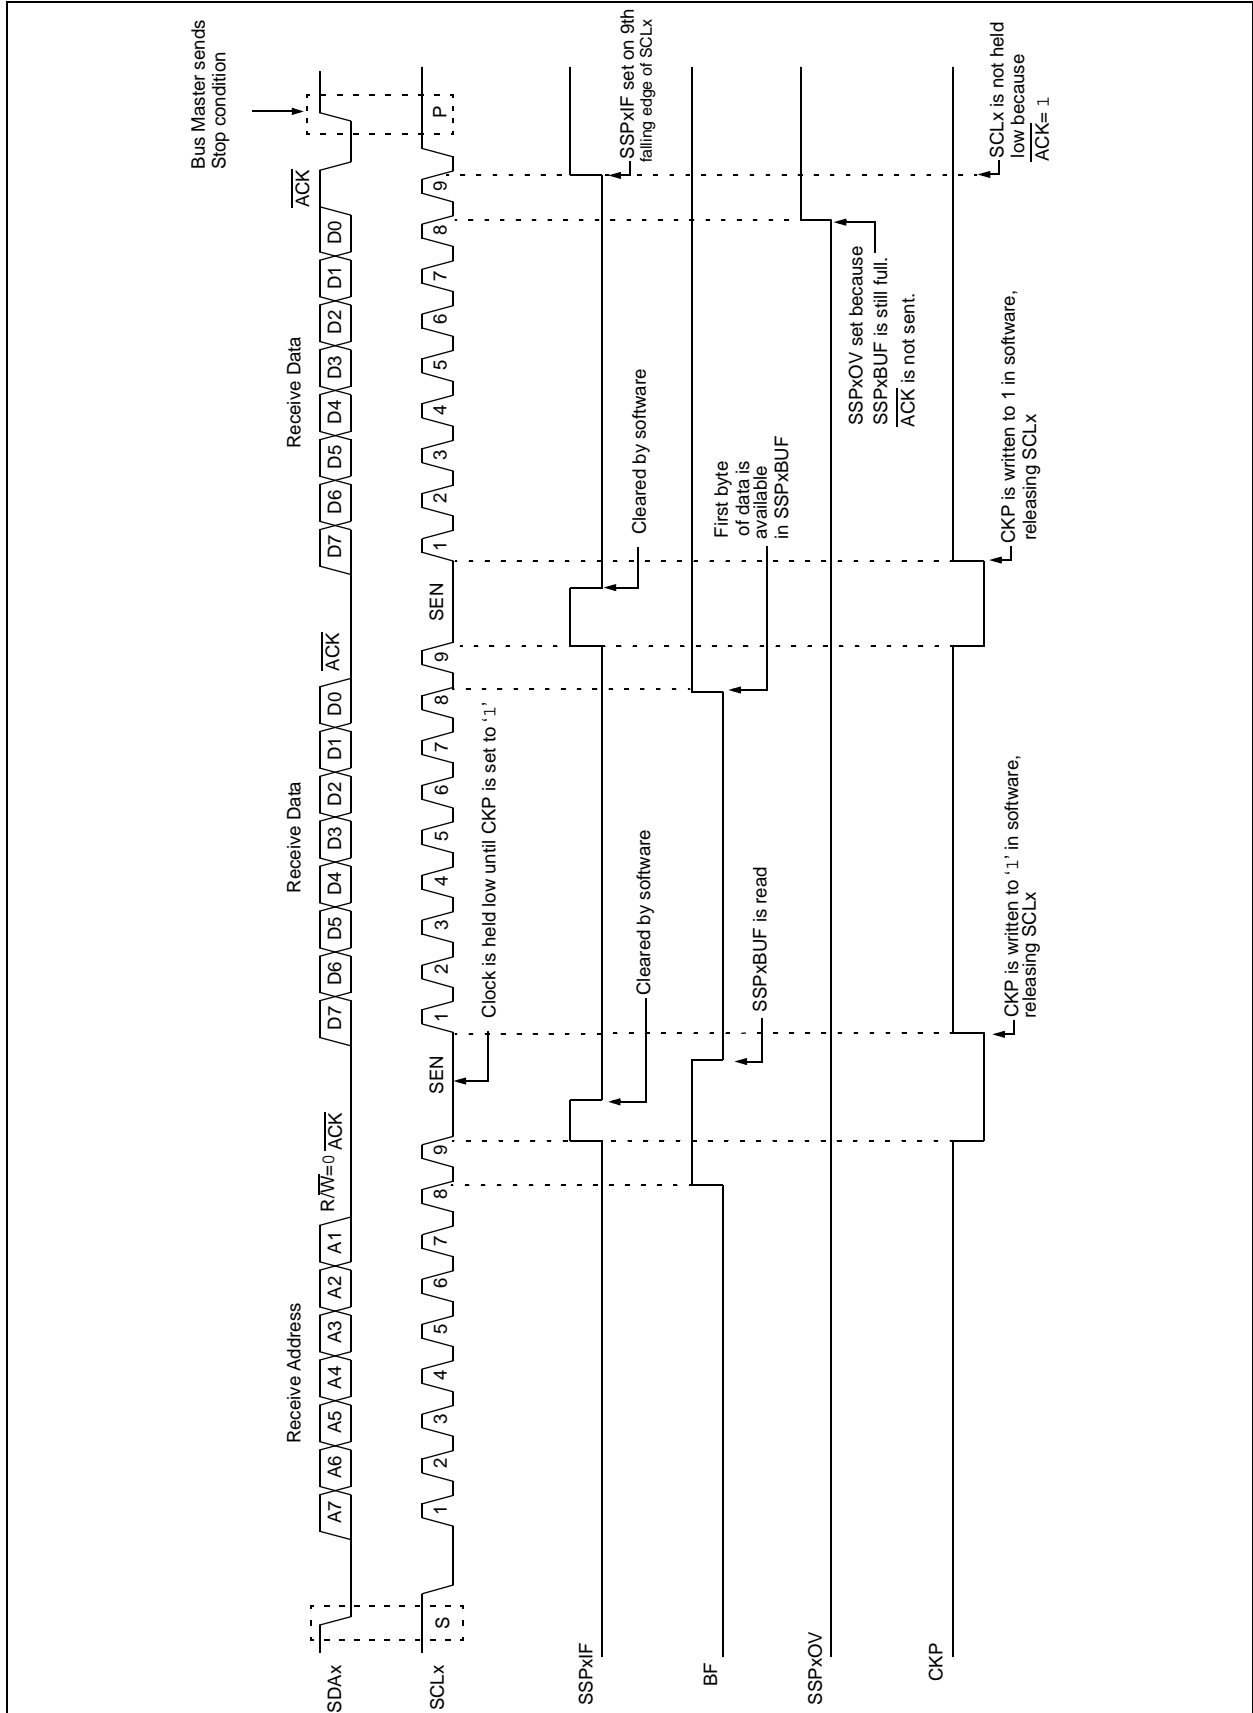 Bus Master sends
Stop condition
Receive Address
Receive Data
Receive Data
SDAx
A7 A6 A5 A4 A3 A2 A1 R/W=0 ACK D7 D6 D5 D4 D3 D2 D1 D0 ACK D7 D6 D5 D4 D3 D2 D1 D0 ACK
SCLx
S 1 2 3 4 5 6 7 8 9 SEN 1 2 3 4 5 6 7 8 9 SEN 1 2 3 4 5 6 7 8 9 P
Clock is held low until CKP is set to ‘1’
SSPxIF
Cleared by software
Cleared by software
SSPxIF set on 9th
falling edge of SCLx
BF
SSPxBUF is read
First byte
of data is
available
in SSPxBUF
SSPxOV
SSPxOV set because
SSPxBUF is still full.
ACK is not sent.
CKP
CKP is written to ‘1’ in software,
releasing SCLx
CKP is written to 1 in software,
releasing SCLx
SCLx is not held
low because
ACK= 1